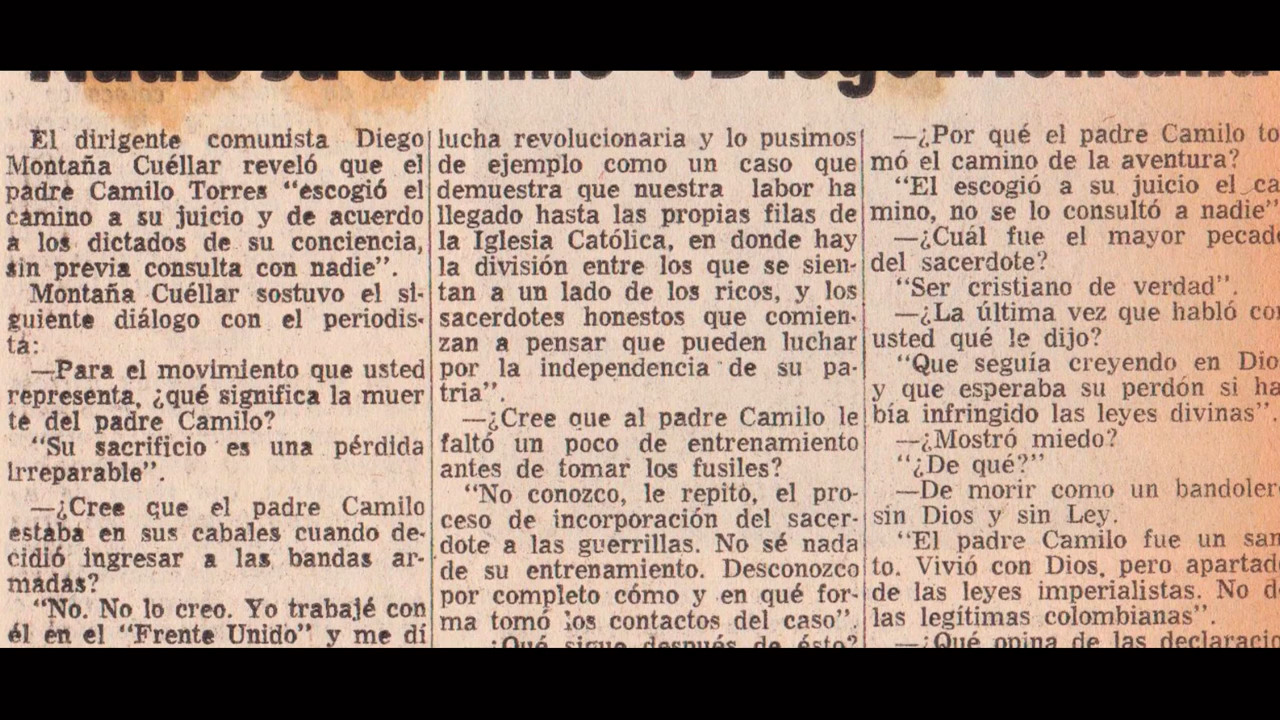 El dirigente comunista Diego
Montaña Cuéllar reveló que el
padre Camilo Torres “escogió el
camino a su juicio y de acuerdo
a los dictados de su conciencia,
sin previa consulta con nadie”.
Montaña Cuéllar sostuvo el si-
guiente diálogo con el periodis-
ta:
—Para el movimiento que usted
representa, ¿qué significa la muer
te del padre Camilo?
“Su sacrificio es una pérdida
irreparable”.
—¿Cree que el padre Camilo
estaba en sus cabales cuando de-
cidió ingresar a las bandas ar-
madas?
“No. No lo creo. Yo trabajé con
él en el “Frente Unido” y me dí
lucha revolucionaria y lo pusimos
de ejemplo como un caso que
demuestra que nuestra labor ha
llegado hasta las propias filas de
la Iglesia Católica, en donde hay
la división entre los que se sien-
tan a un lado de los ricos, y los
sacerdotes honestos que comien-
zan a pensar que pueden luchar
por la independencia de su pa-
tria”.
—¿Cree que al padre Camilo le
faltó un poco de entrenamiento
antes de tomar los fusiles?
“No conozco, le repito, el pro-
ceso de incorporación del sacer-
dote a las guerrillas. No sé nada
de su entrenamiento. Desconozco
por completo cómo y en qué for-
ma tomó los contactos del caso”.
¿Qué sigue después de ésto?
—¿Por qué el padre Camilo to
mó el camino de la aventura?
“El escogió a su juicio el ca
mino, no se lo consultó a nadie”
—¿Cuál fue el mayor pecad
del sacerdote?
“Ser cristiano de verdad”.
—¿La última vez que habló co
usted qué le dijo?
“Que seguía creyendo en Dio
y que esperaba su perdón si ha
bía infringido las leyes divinas”.
—¿Mostró miedo?
“¿De qué?”
—De morir como un bandoler
sin Dios y sin Ley.
“El padre Camilo fue un san
to. Vivió con Dios, pero apartad
de las leyes imperialistas. No d
las legítimas colombianas”.
—¿Qué opina de las declaracio